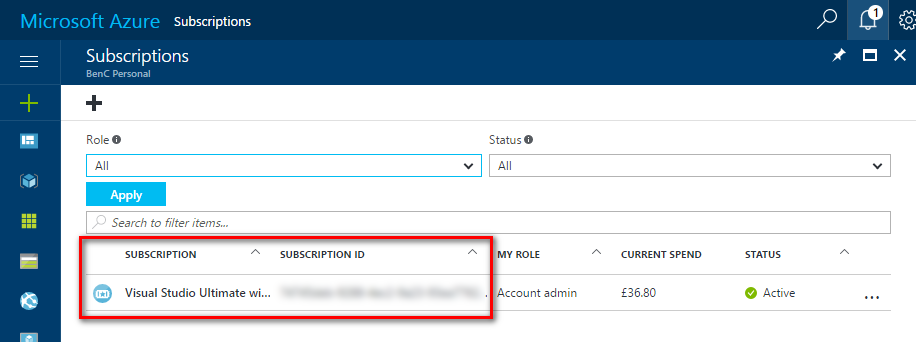 Microsoft Azure Subscriptions
1
Subscriptions
BenC Personal
Role Status
All All
Apply
Search to filter items...
SUBSCRIPTION SUBSCRIPTION ID MY ROLE CURRENT SPEND STATUS
Visual Studio Ultimate wi... Account admin £36.80 Active ...